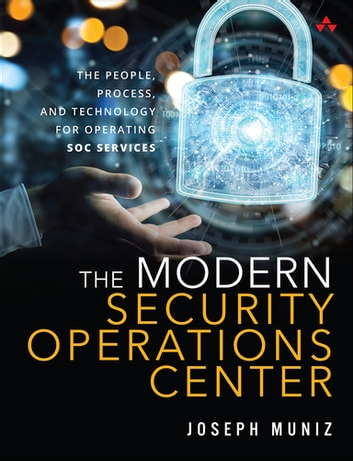 THE PEOPLE,
PROCESS,
AND TECHNOLOGY
FOR OPERATING
SOC SERVICES
THE MODERN
SECURITY
OPERATIONS
CENTER
JOSEPH MUNIZ